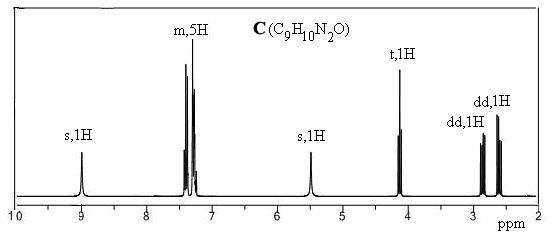 C (C9H10N2O)
m,5H
t,1H
dd,1H
dd,1H
s,1H
s,1H
10 9 8 7 6 5 4 3 2
ppm